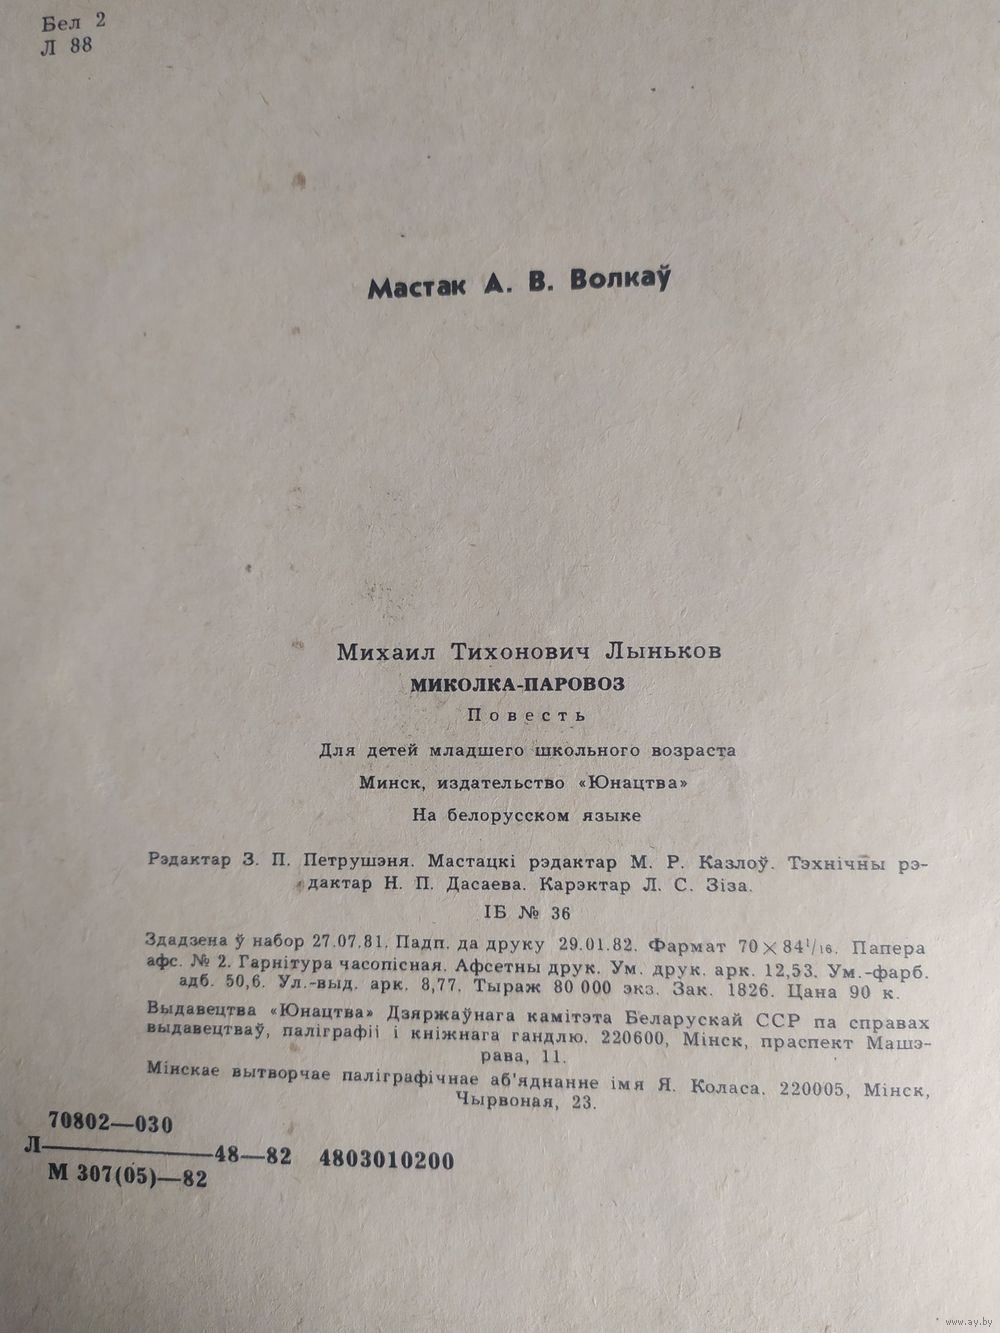 Бел 2
Л 88
Мастак А. В. Волкаў
Михаил Тихонович Лыньков
МИКОЛКА-ПАРОВОЗ
Повесть
Для детей младшего школьного возраста
Минск, издательство «Юнацтва»
На белорусском языке
Рэдактар З. П. Петрушэня. Мастацкі рэдактар М. Р. Казлоў. Тэхнічны рэ-
дактар Н. П. Дасаева. Карэктар Л. С. Зіза.
ІБ № 36
Здадзена ў набор 27.07.81. Падп. да друку 29.01.82. Фармат 70×84¹/₁₆. Папера
афс. № 2. Гарнітура часопісная. Афсетны друк. Ум. друк. арк. 12,53. Ум.-фарб.
адб. 50,6. Ул.-выд. арк. 8,77. Тыраж 80 000 экз. Зак. 1826. Цана 90 к.
Выдавецтва «Юнацтва» Дзяржаўнага камітэта Беларускай ССР па справах
выдавецтваў, паліграфіі і кніжнага гандлю. 220600, Мінск, праспект Машэ-
рава, 11.
Мінскае вытворчае паліграфічнае аб'яднанне імя Я. Коласа. 220005, Мінск,
Чырвоная, 23.
70802—030
Л————48—82 4803010200
М 307(05)—82
www.ay.by